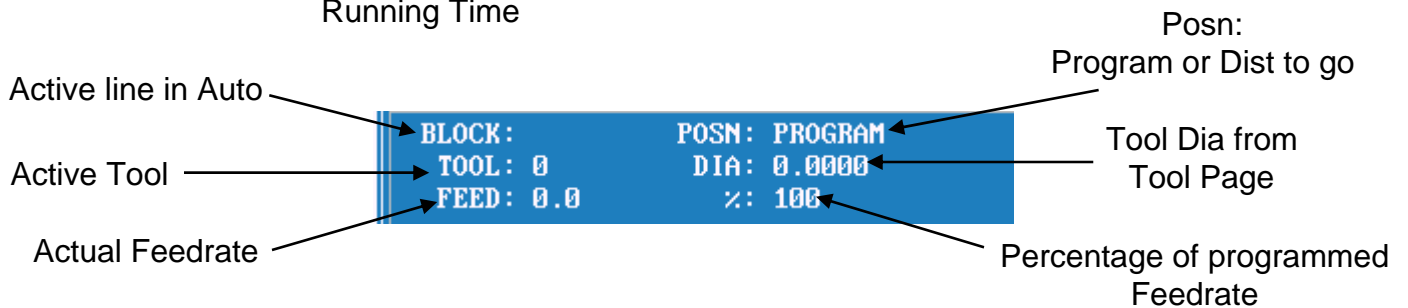 Running Time
Posn:
Program or Dist to go
Active line in Auto
BLOCK: POSN: PROGRAM
Tool Dia from
Tool Page
Active Tool
TOOL: 0 DIA: 0.0000
FEED: 0.0 %: 100
Actual Feedrate
Percentage of programmed
Feedrate